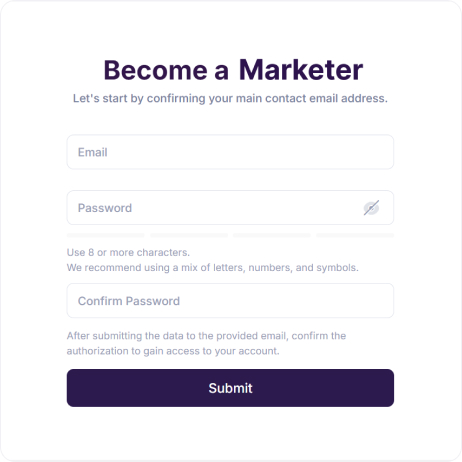 Become a Marketer
Let's start by confirming your main contact email address.
Email
Password
Use 8 or more characters.
We recommend using a mix of letters, numbers, and symbols.
Confirm Password
After submitting the data to the provided email, confirm the
authorization to gain access to your account.
Submit